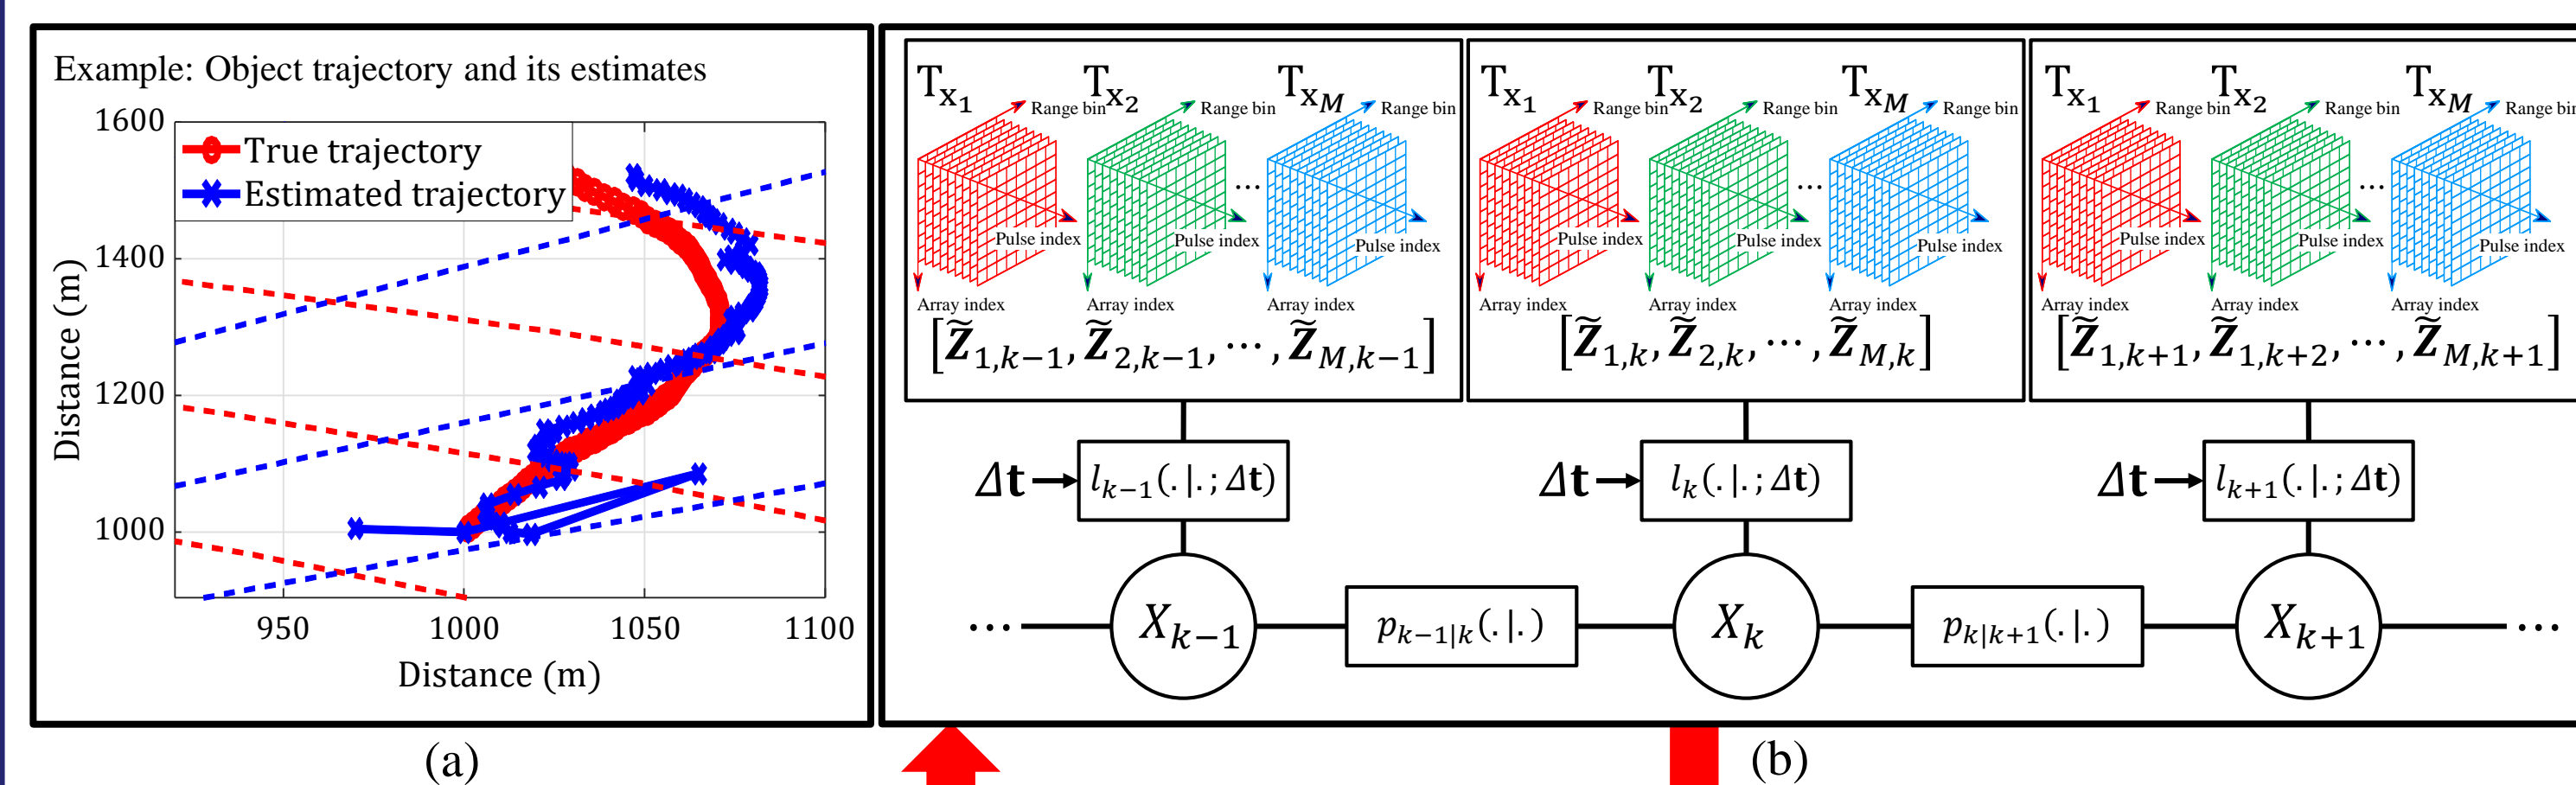 Example: Object trajectory and its estimates
True trajectory
Estimated trajectory
1600
1400
1200
1000
Distance (m)
950 1000 1050 1100
Distance (m)
(a)
Tx1 Tx2 TxM
Range bin Range bin Range bin
...
Pulse index Pulse index Pulse index
Array index Array index Array index
[Z̃1,k−1, Z̃2,k−1, ⋯, Z̃M,k−1]
Tx1 Tx2 TxM
Range bin Range bin Range bin
...
Pulse index Pulse index Pulse index
Array index Array index Array index
[Z̃1,k, Z̃2,k, ⋯, Z̃M,k]
Tx1 Tx2 TxM
Range bin Range bin Range bin
...
Pulse index Pulse index Pulse index
Array index Array index Array index
[Z̃1,k+1, Z̃1,k+2, ⋯, Z̃M,k+1]
Δt lk−1(.|.; Δt) Δt lk(.|.; Δt) Δt lk+1(.|.; Δt)
⋯ Xk−1 pk−1|k(.|.) Xk pk|k+1(.|.) Xk+1 ⋯
(b)